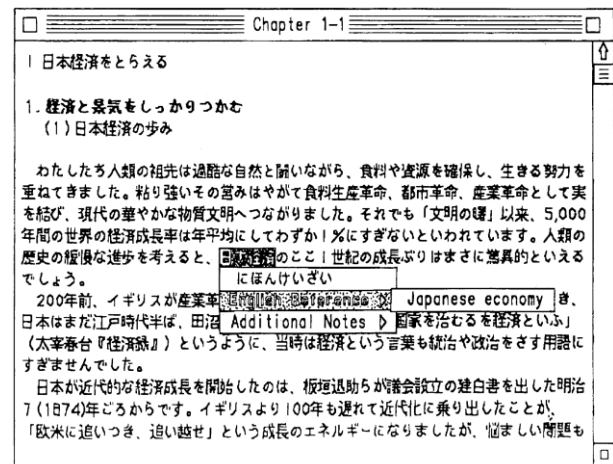 Chapter 1-1
I 日本経済をとらえる
1. 経済と景気をしっかりつかむ
(1)日本経済の歩み
わたしたち人類の祖先は過酷な自然と闘いながら、食料や資源を確保し、生きる努力を
重ねてきました。粘り強いその営みはやがて食料生産革命、都市革命、産業革命として実
を結び、現代の華やかな物質文明へつながりました。それでも「文明の曙」以来、5,000
年間の世界の経済成長率は年平均にしてわずか1%にすぎないといわれています。人類の
歴史の緩慢な進歩を考えると、日本経済のここ1世紀の成長ぶりはまさに驚異的といえる
でしょう。
にほんけいざい
200年前、イギリスが産業革
English Reference
Japanese economy
き、
日本はまだ江戸時代半ば、田沼
Additional Notes
国家を治むるを経済といふ」
(太宰春台『経済録』)というように、当時は経済という言葉も統治や政治をさす用語に
すぎませんでした。
日本が近代的な経済成長を開始したのは、板垣退助らが議会設立の建白書を出した明治
7(1874)年ごろからです。イギリスより100年も遅れて近代化に乗り出したことが、
「欧米に追いつき、追い越せ」という成長のエネルギーになりましたが、悩ましい問題も